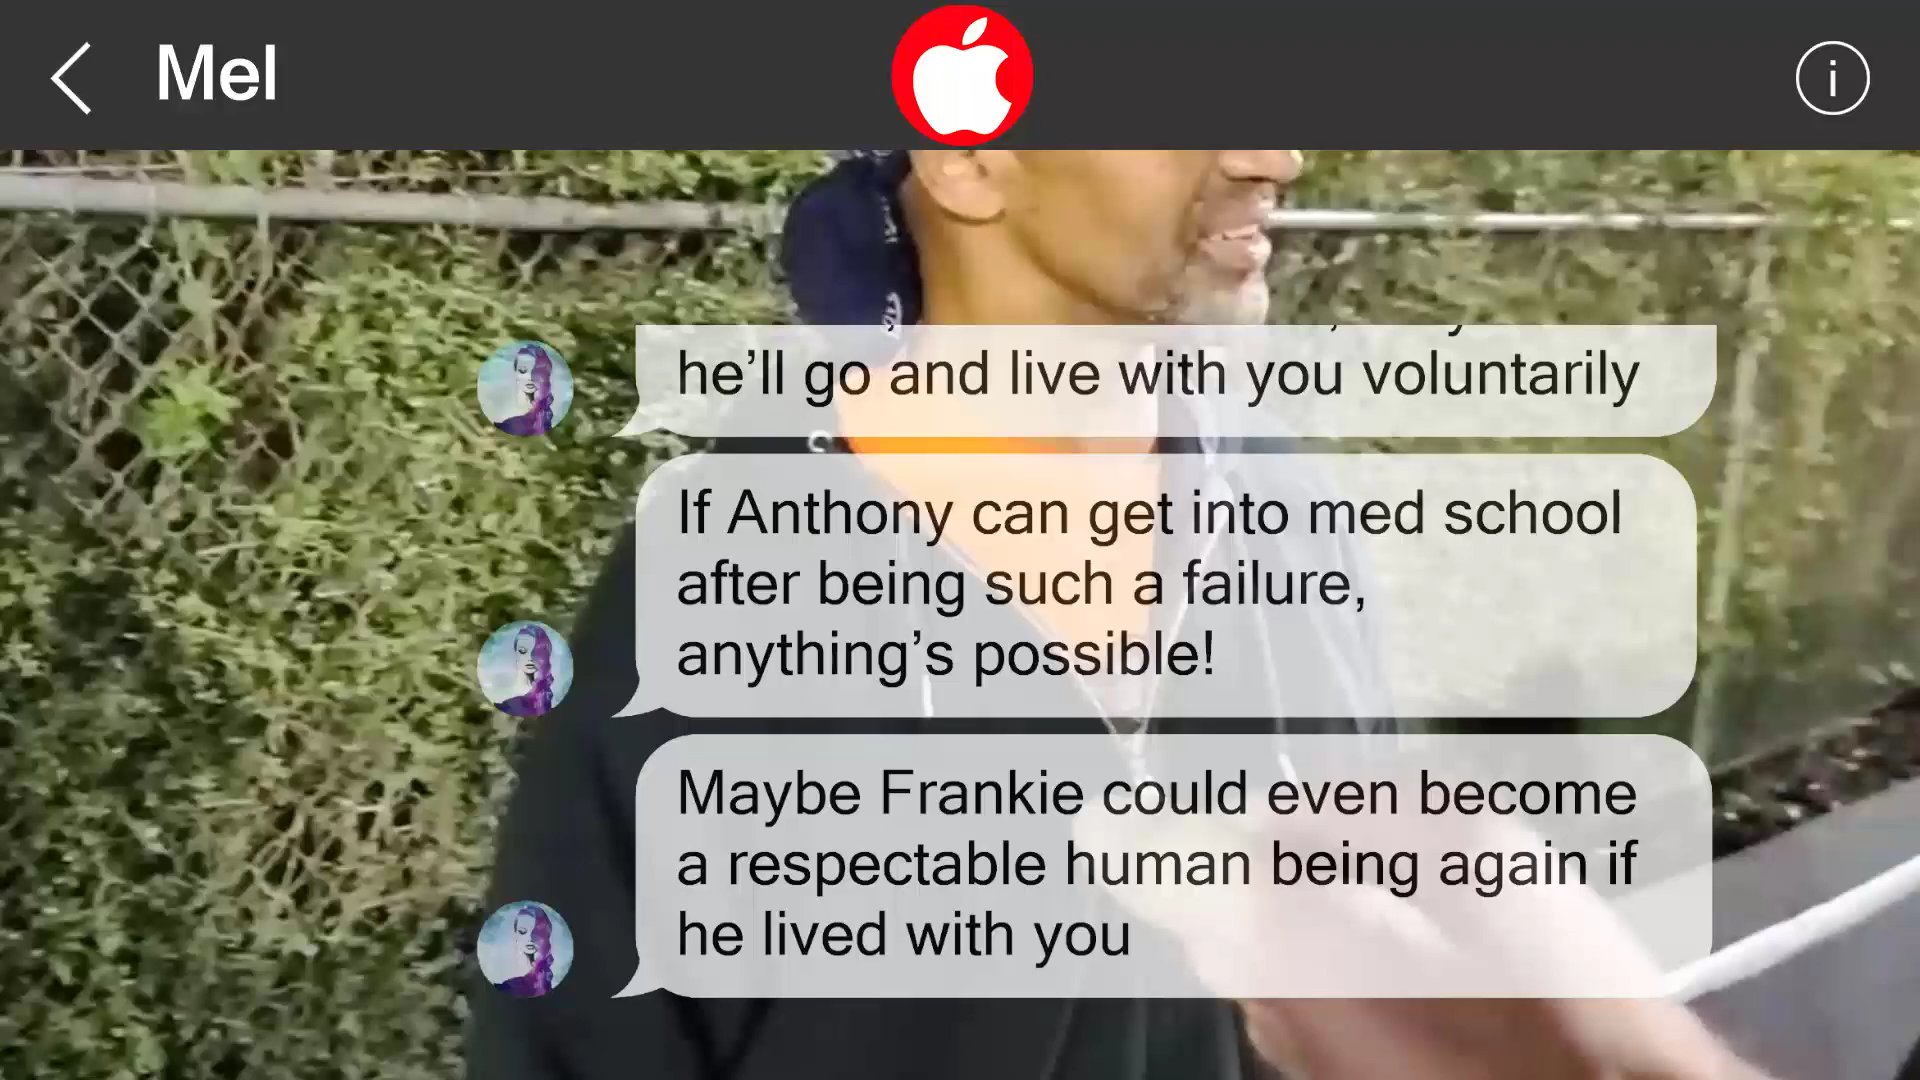 Mel
i
he’ll go and live with you voluntarily
If Anthony can get into med school
after being such a failure,
anything’s possible!
Maybe Frankie could even become
a respectable human being again if
he lived with you